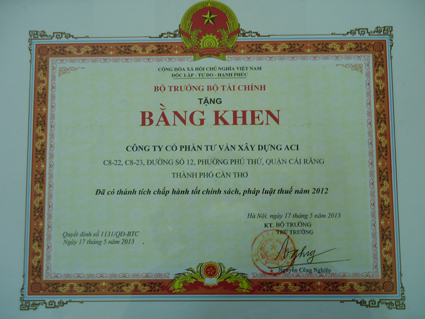 CỘNG HÒA XÃ HỘI CHỦ NGHĨA VIỆT NAM
ĐỘC LẬP - TỰ DO - HẠNH PHÚC
BỘ TRƯỞNG BỘ TÀI CHÍNH
TẶNG
BẰNG KHEN
CÔNG TY CỔ PHẦN TƯ VẤN XÂY DỰNG ACI
C8-22, C8-23, ĐƯỜNG SỐ 12, PHƯỜNG PHÚ THỨ, QUẬN CÁI RĂNG
THÀNH PHỐ CẦN THƠ
Đã có thành tích chấp hành tốt chính sách, pháp luật thuế năm 2012
Hà Nội, ngày 17 tháng 5 năm 2013
KT. BỘ TRƯỞNG
THỨ TRƯỞNG
Quyết định số 1131/QĐ-BTC
Ngày 17 tháng 5 năm 2013
Nguyễn Công Nghiệp